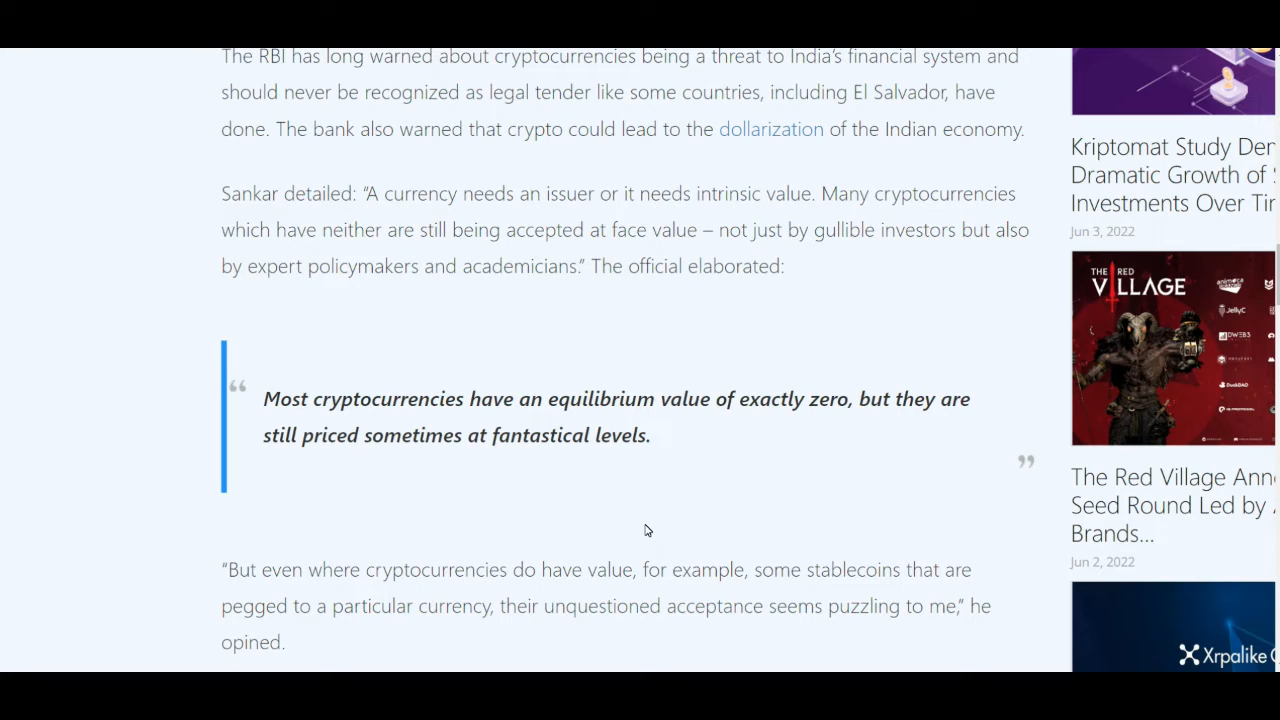 The RBI has long warned about cryptocurrencies being a threat to India's financial system and
should never be recognized as legal tender like some countries, including El Salvador, have
done. The bank also warned that crypto could lead to the dollarization of the Indian economy.
Sankar detailed: “A currency needs an issuer or it needs intrinsic value. Many cryptocurrencies
which have neither are still being accepted at face value – not just by gullible investors but also
by expert policymakers and academicians.” The official elaborated:
“
Most cryptocurrencies have an equilibrium value of exactly zero, but they are
still priced sometimes at fantastical levels.
”
“But even where cryptocurrencies do have value, for example, some stablecoins that are
pegged to a particular currency, their unquestioned acceptance seems puzzling to me,” he
opined.
Kriptomat Study
Dramatic Growth of
Investments Over
Jun 3, 2022
THE RED
VILLAGE
animoca
JellyC
DWEB3
DuckDAO
The Red Village
Seed Round Led by
Brands...
Jun 2, 2022
Xrpalike